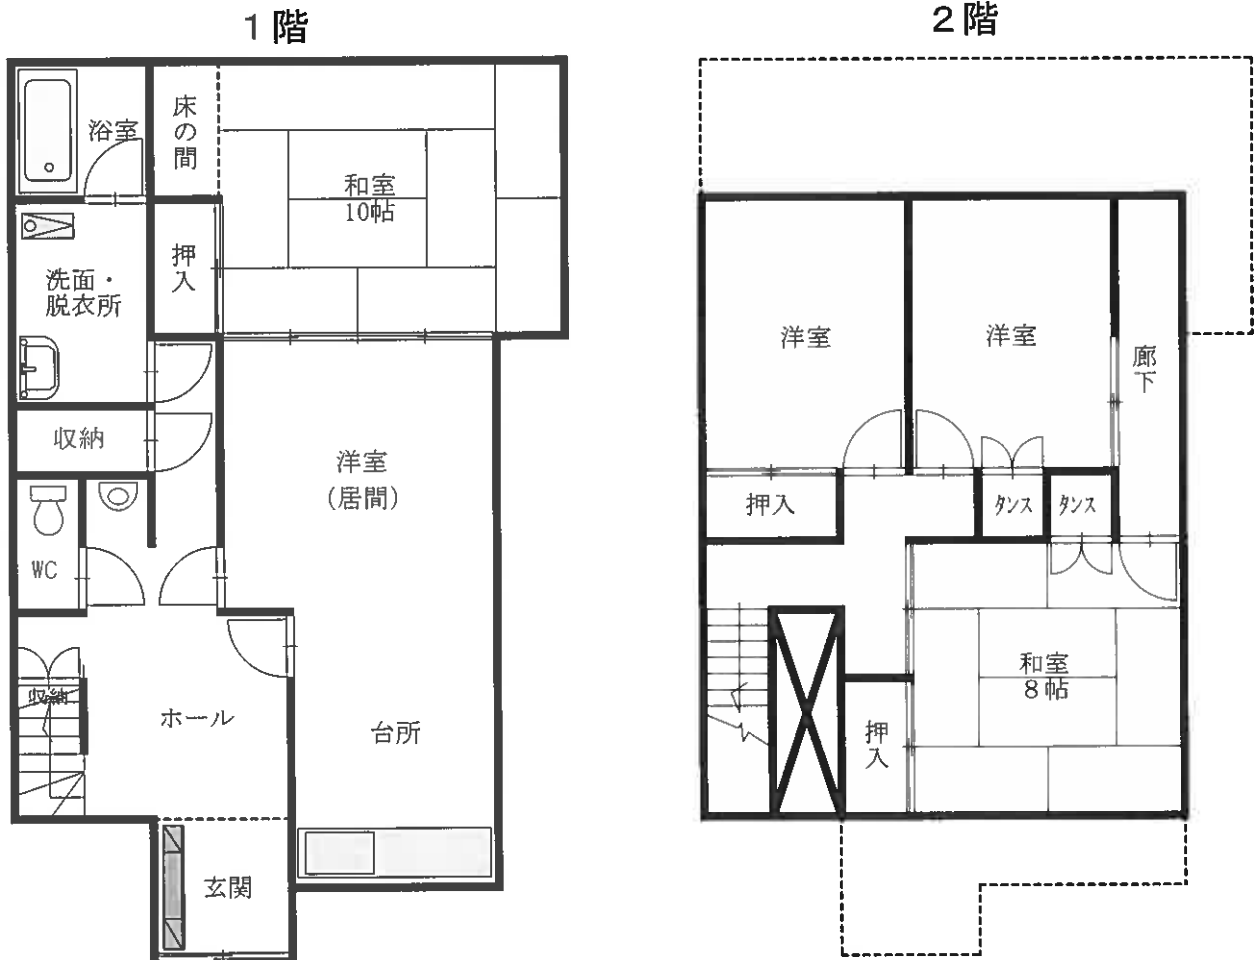 1階
浴室
床の間
和室
10帖
押入
洗面・
脱衣所
収納
洋室
(居間)
WC
収納
ホール
台所
玄関
2階
洋室
洋室
廊下
押入
タンス
タンス
和室
8帖
押入